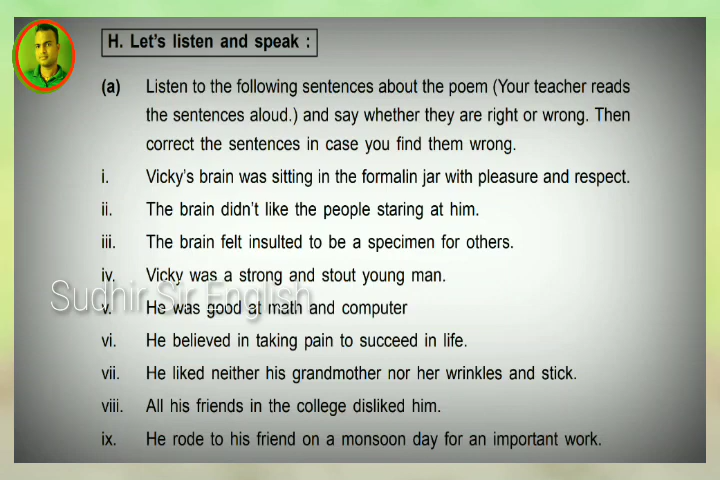 H. Let's listen and speak :
(a) Listen to the following sentences about the poem (Your teacher reads
the sentences aloud.) and say whether they are right or wrong. Then
correct the sentences in case you find them wrong.
i. Vicky's brain was sitting in the formalin jar with pleasure and respect.
ii. The brain didn't like the people staring at him.
iii. The brain felt insulted to be a specimen for others.
iv. Vicky was a strong and stout young man.
Sudhir Sir English
v. He was good at math and computer
vi. He believed in taking pain to succeed in life.
vii. He liked neither his grandmother nor her wrinkles and stick.
viii. All his friends in the college disliked him.
ix. He rode to his friend on a monsoon day for an important work.